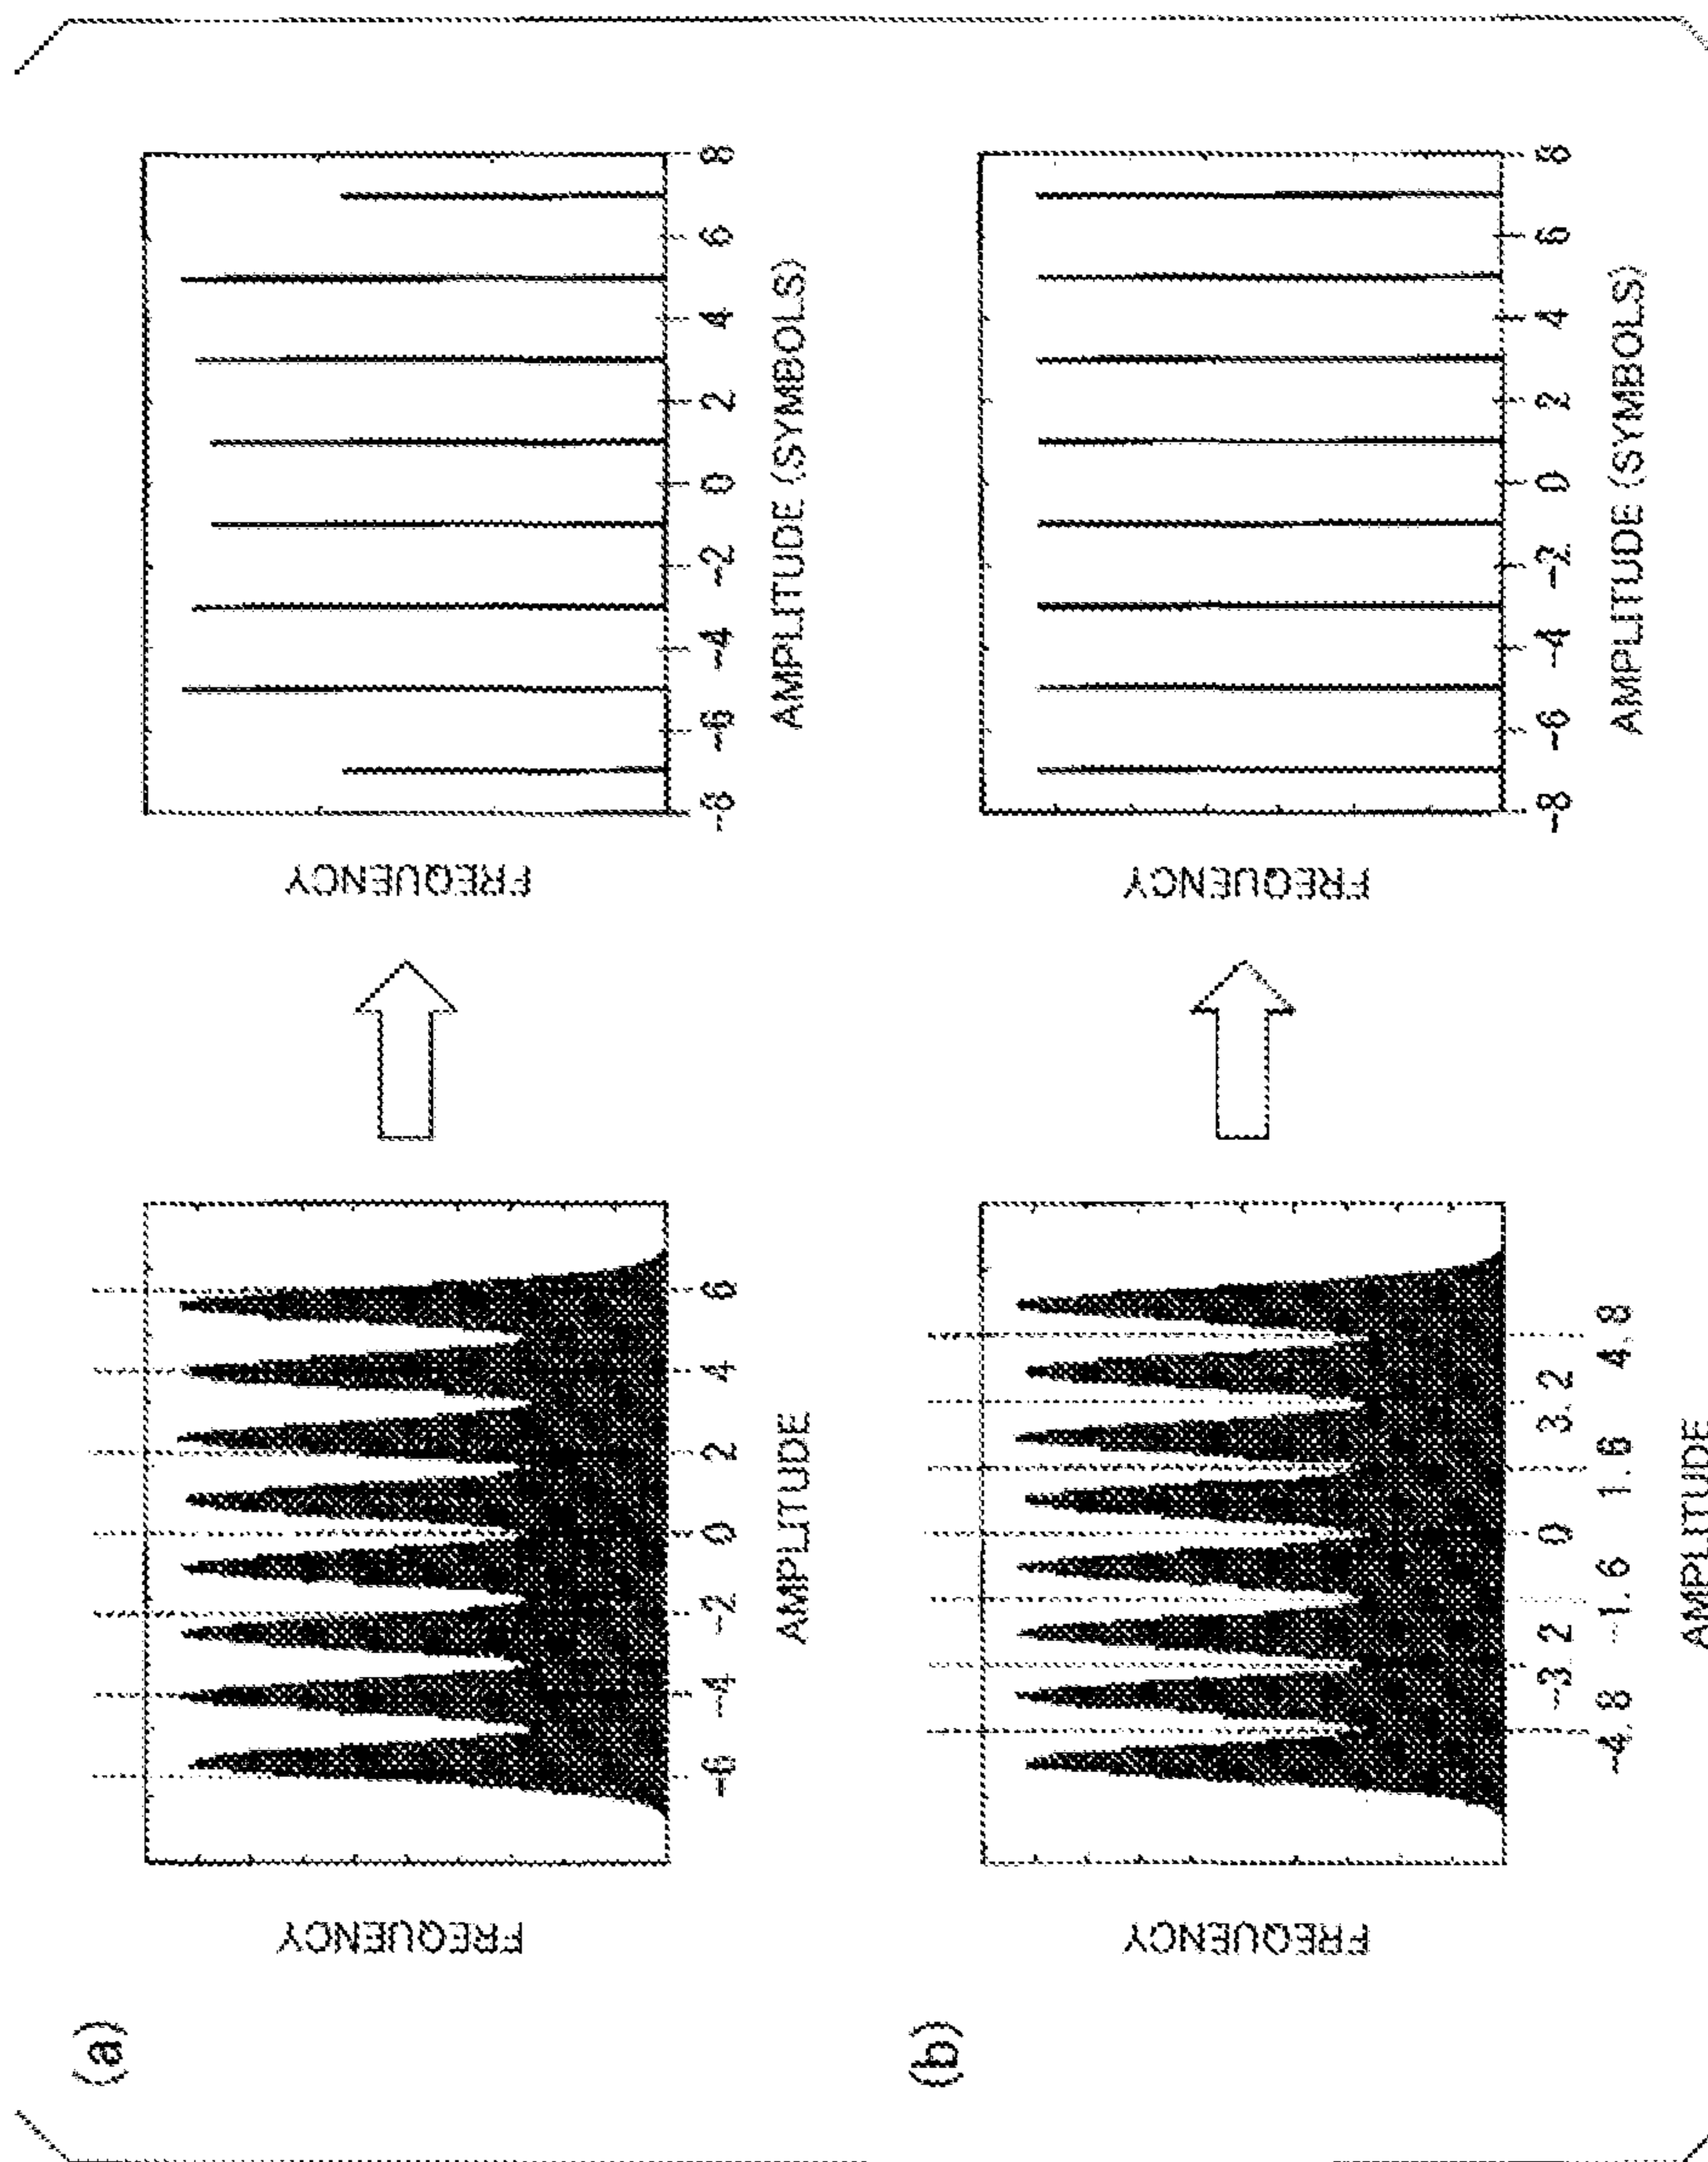 (a)
FREQUENCY
-6 -4 -2 0 2 4 6
AMPLITUDE
FREQUENCY
-8 -6 -4 -2 0 2 4 6 8
AMPLITUDE (SYMBOLS)
(b)
FREQUENCY
-4.8 -3.2 -1.6 0 1.6 3.2 4.8
AMPLITUDE
FREQUENCY
-8 -6 -4 -2 0 2 4 6 8
AMPLITUDE (SYMBOLS)